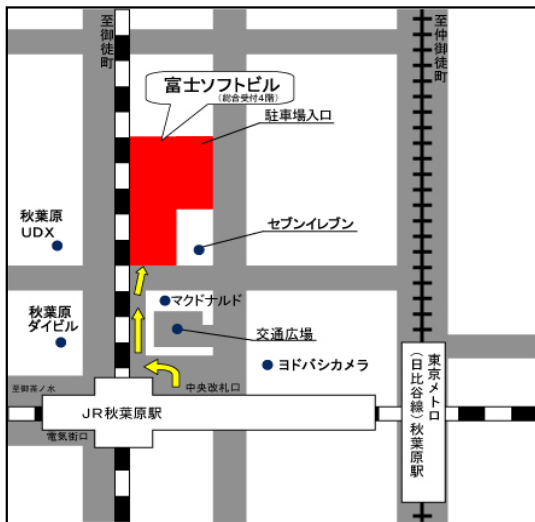 至御徒町
至仲御徒町
富士ソフトビル
(総合受付4階)
駐車場入口
秋葉原
UDX
セブンイレブン
マクドナルド
秋葉原
ダイビル
交通広場
ヨドバシカメラ
至御茶ノ水
中央改札口
JR秋葉原駅
電気街口
東京メトロ
(日比谷線)秋葉原駅